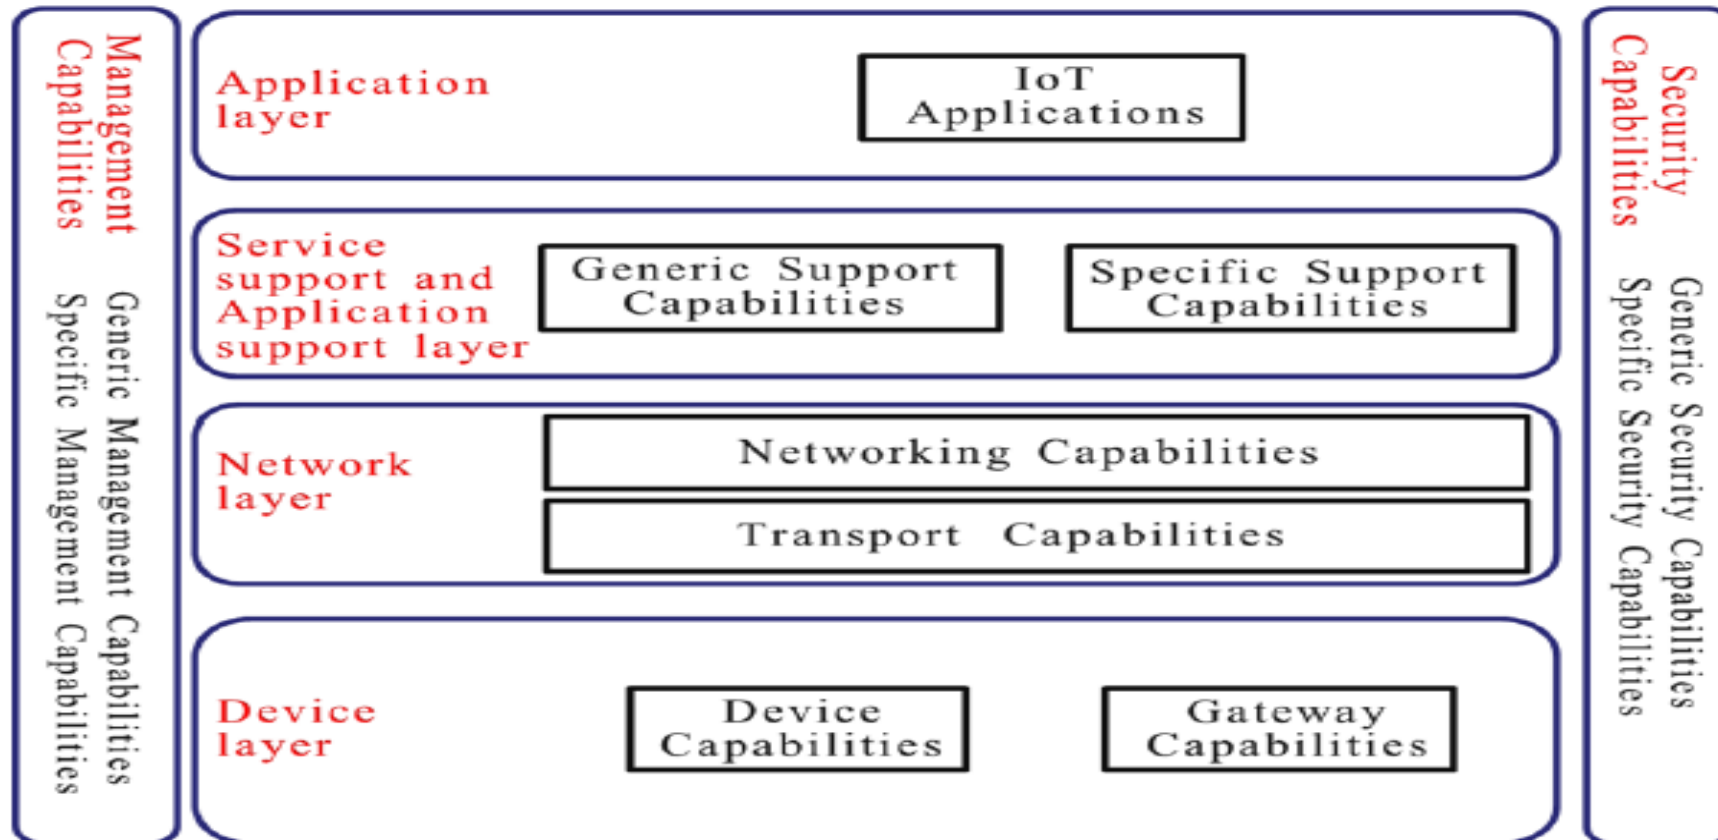 Management
Capabilities
Generic Management Capabilities
Specific Management Capabilities
Application
layer
IoT
Applications
Service
support and
Application
support layer
Generic Support
Capabilities
Specific Support
Capabilities
Network
layer
Networking Capabilities
Transport Capabilities
Device
layer
Device
Capabilities
Gateway
Capabilities
Security
Capabilities
Generic Security Capabilities
Specific Security Capabilities